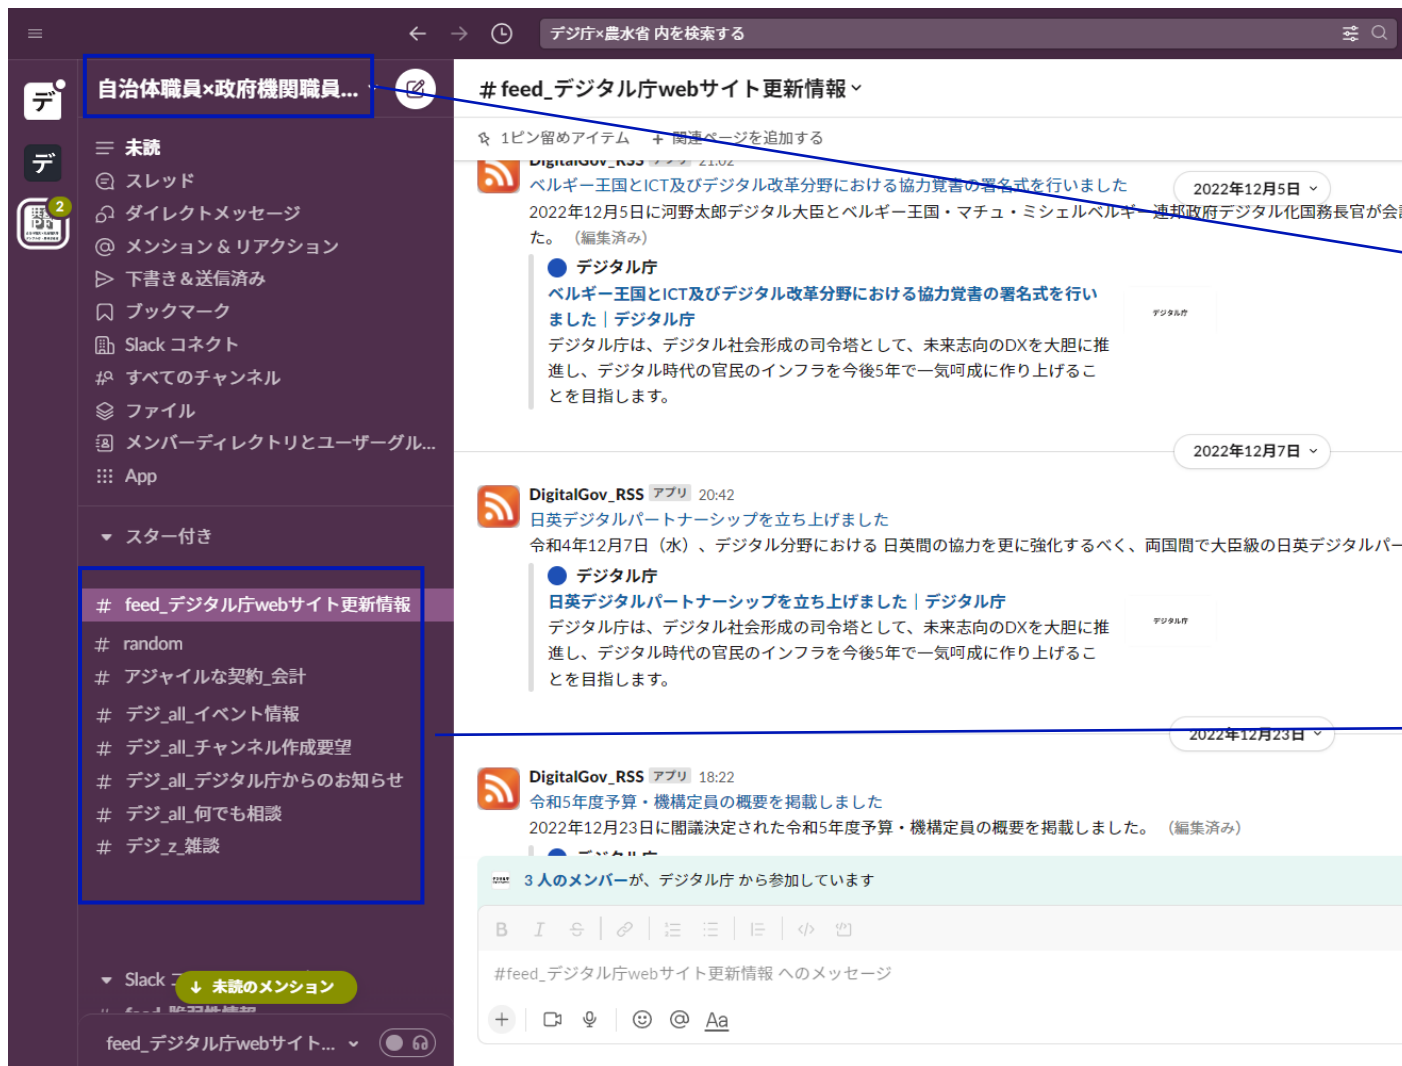 デジ庁×農水省 内を検索する
デ
デ
2
自治体職員×政府機関職員...
未読
スレッド
ダイレクトメッセージ
メンション & リアクション
下書き & 送信済み
ブックマーク
Slack コネクト
すべてのチャンネル
ファイル
メンバーディレクトリとユーザーグル...
App
スター付き
# feed_デジタル庁webサイト更新情報
# random
# アジャイルな契約_会計
# デジ_all_イベント情報
# デジ_all_チャンネル作成要望
# デジ_all_デジタル庁からのお知らせ
# デジ_all_何でも相談
# デジ_z_雑談
Slack
↓ 未読のメンション
feed_デジタル庁webサイト...
# feed_デジタル庁webサイト更新情報
1ピン留めアイテム + 関連ページを追加する
DigitalGov_RSS アプリ 21:02
ベルギー王国とICT及びデジタル改革分野における協力覚書の署名式を行いました
2022年12月5日
2022年12月5日に河野太郎デジタル大臣とベルギー王国・マチュ・ミシェルベルギー連邦政府デジタル化国務長官が会
た。 （編集済み）
デジタル庁
ベルギー王国とICT及びデジタル改革分野における協力覚書の署名式を行い
ました | デジタル庁
デジタル庁
デジタル庁は、デジタル社会形成の司令塔として、未来志向のDXを大胆に推
進し、デジタル時代の官民のインフラを今後5年で一気呵成に作り上げるこ
とを目指します。
2022年12月7日
DigitalGov_RSS アプリ 20:42
日英デジタルパートナーシップを立ち上げました
令和4年12月7日（水）、デジタル分野における 日英間の協力を更に強化するべく、両国間で大臣級の日英デジタルパー
デジタル庁
日英デジタルパートナーシップを立ち上げました | デジタル庁
デジタル庁
デジタル庁は、デジタル社会形成の司令塔として、未来志向のDXを大胆に推
進し、デジタル時代の官民のインフラを今後5年で一気呵成に作り上げるこ
とを目指します。
2022年12月23日
DigitalGov_RSS アプリ 18:22
令和5年度予算・機構定員の概要を掲載しました
2022年12月23日に閣議決定された令和5年度予算・機構定員の概要を掲載しました。 （編集済み）
デジタル庁
3 人のメンバーが、デジタル庁 から参加しています
B I S
#feed_デジタル庁webサイト更新情報 へのメッセージ
+ @ Aa